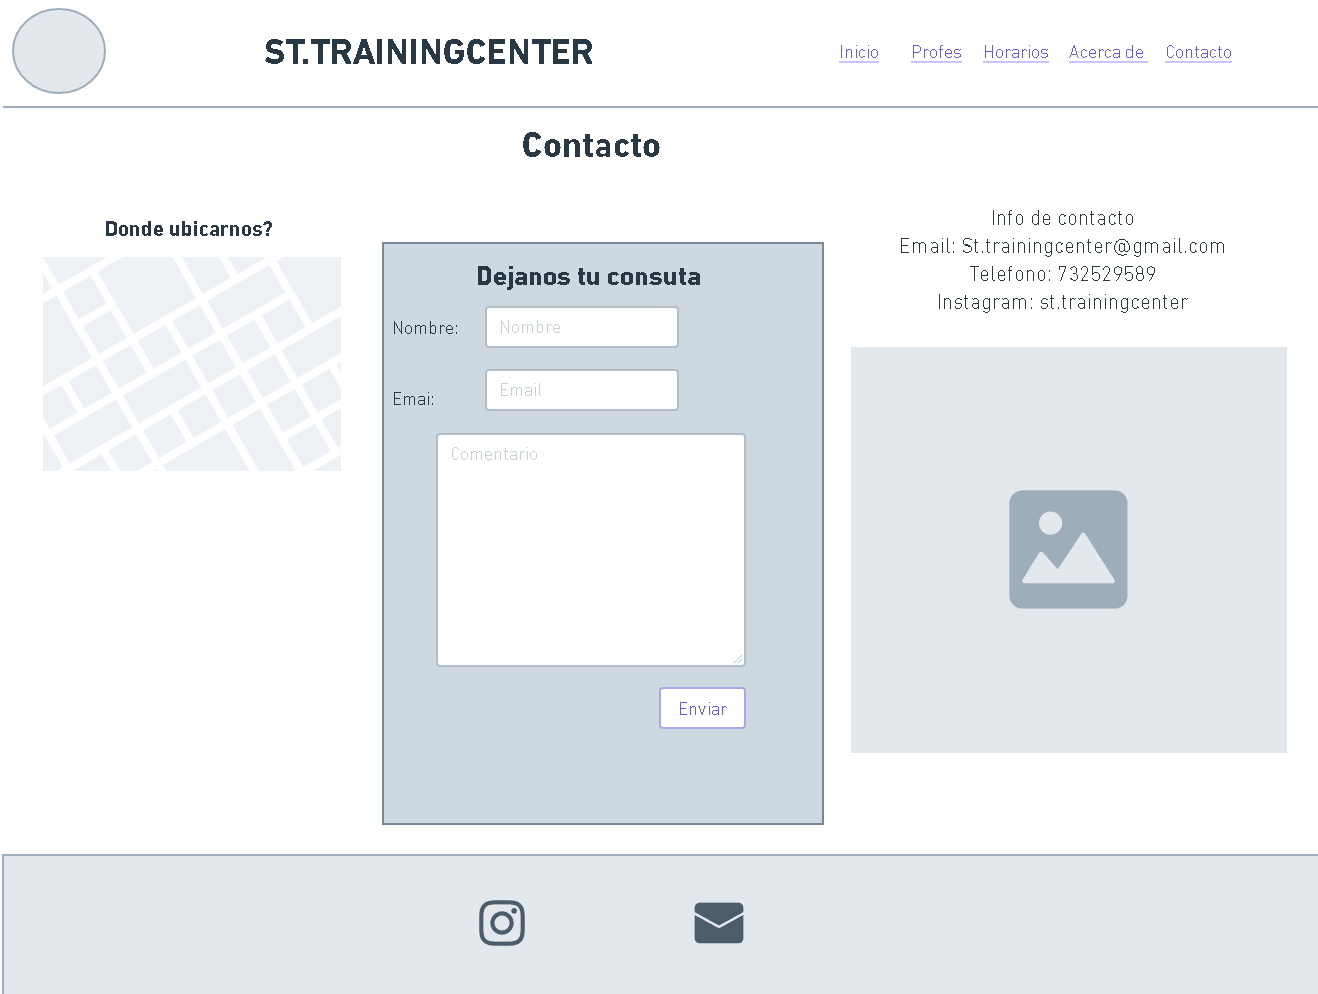 ST.TRAININGCENTER
Inicio Profes Horarios Acerca de Contacto
Contacto
Donde ubicarnos?
Dejanos tu consuta
Nombre: Nombre
Emai: Email
Comentario
Enviar
Info de contacto
Email: St.trainingcenter@gmail.com
Telefono: 732529589
Instagram: st.trainingcenter